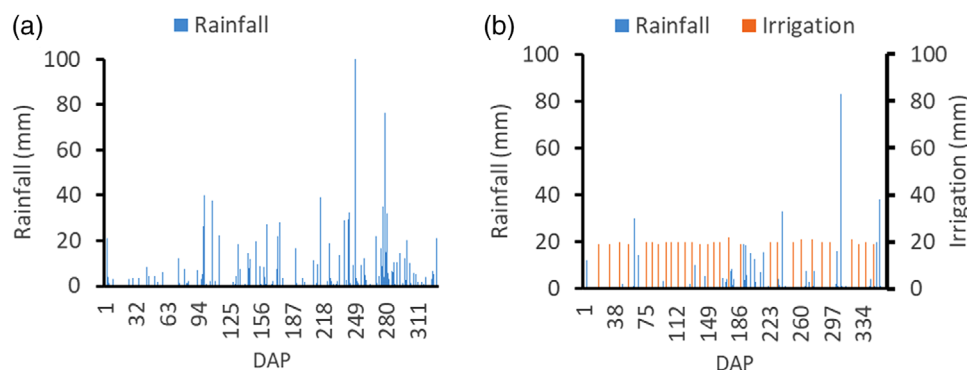 (a)
Rainfall
Rainfall (mm)
100
80
60
40
20
0
1 32 63 94 125 156 187 218 249 280 311
DAP
(b)
Rainfall Irrigation
Rainfall (mm)
100
80
60
40
20
0
100
80
60
40
20
0
Irrigation (mm)
1 38 75 112 149 186 223 260 297 334
DAP